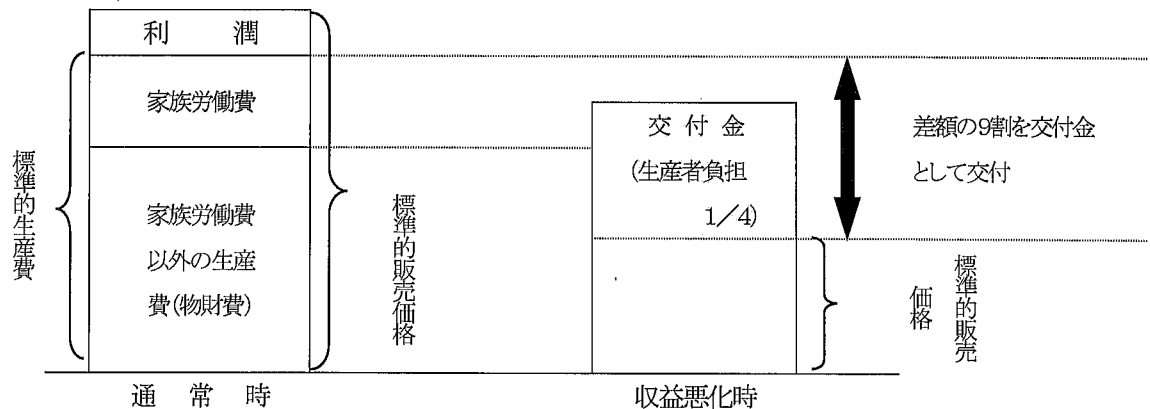 標準的生産費
利　潤
家族労働費
家族労働費
以外の生産
費(物財費)
標準的販売価格
交付金
(生産者負担
1／4)
差額の9割を交付金
として交付
標準的販売
価格
通常時
収益悪化時